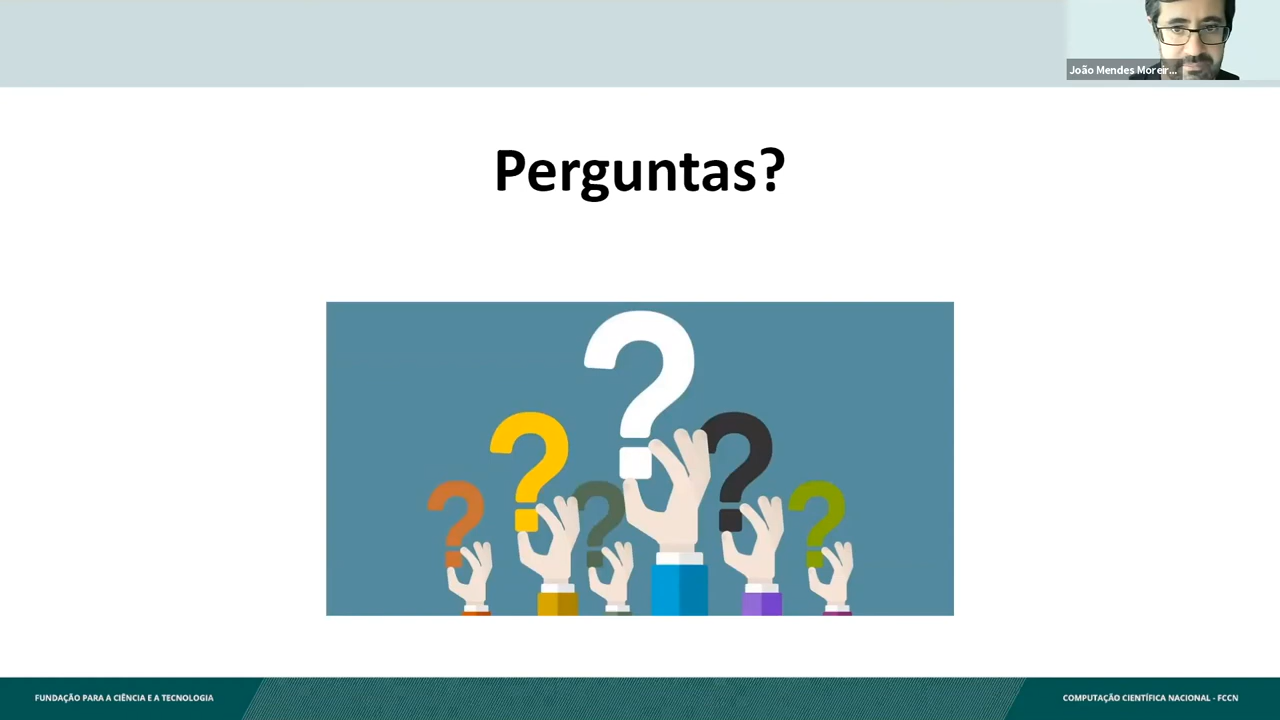 João Mendes Moreir...
Perguntas?
FUNDAÇÃO PARA A CIÊNCIA E A TECNOLOGIA
COMPUTAÇÃO CIENTÍFICA NACIONAL - FCCN